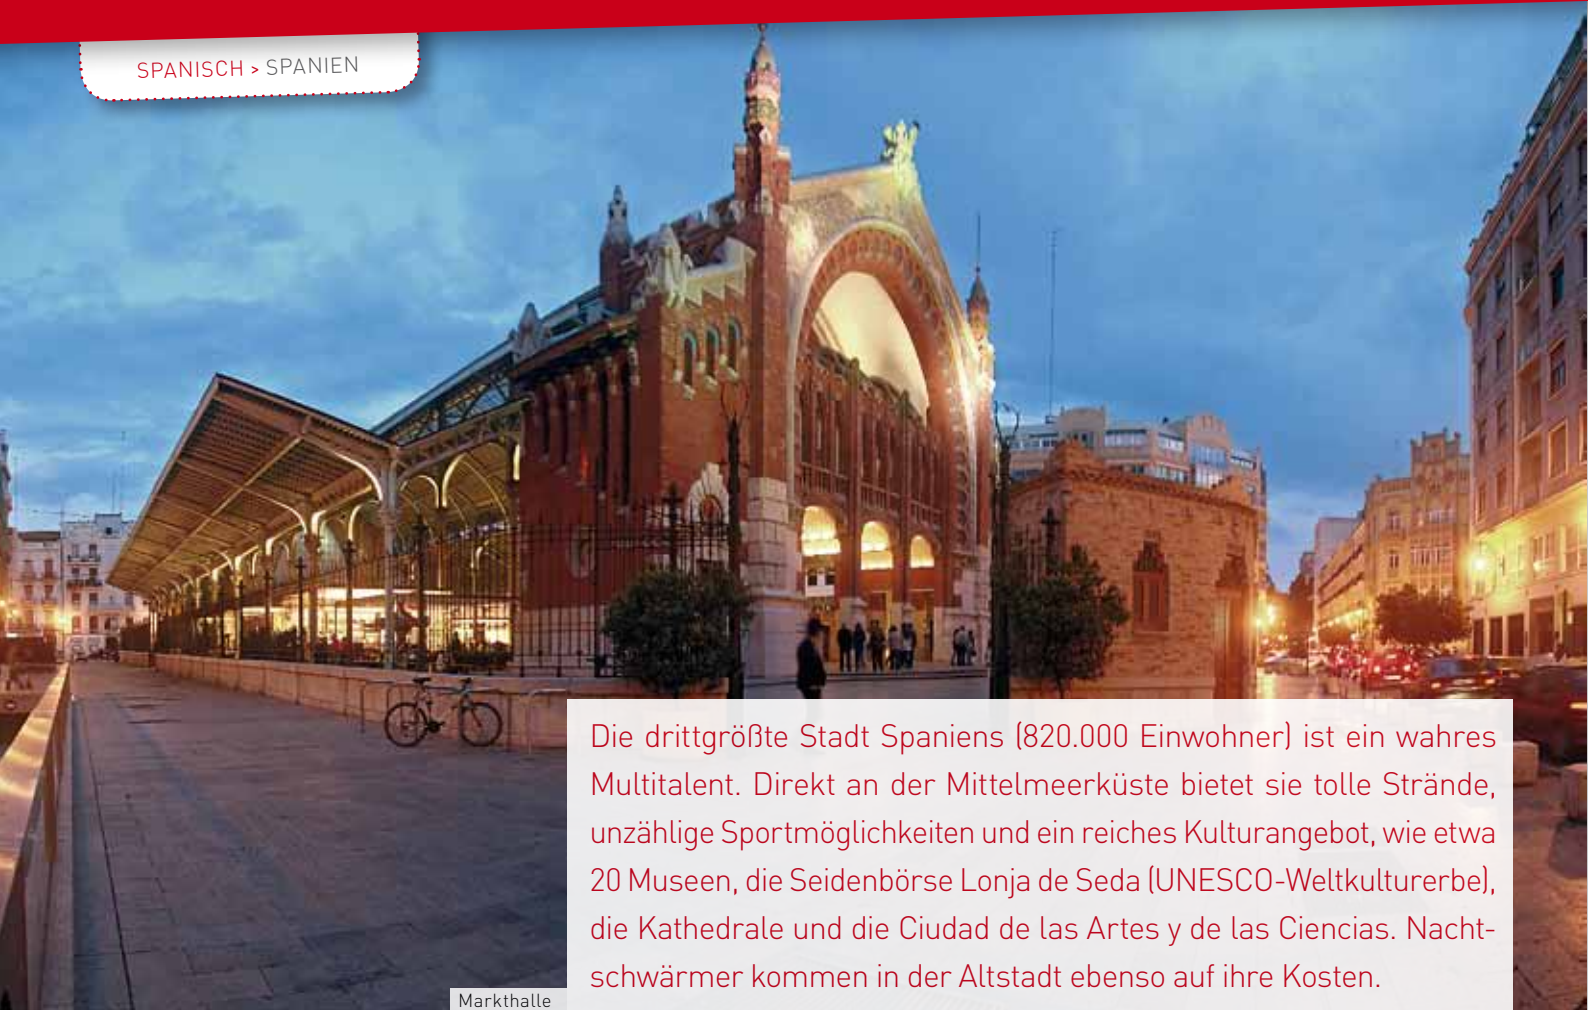 SPANISCH > SPANIEN
Die drittgrößte Stadt Spaniens (820.000 Einwohner) ist ein wahres
Multitalent. Direkt an der Mittelmeerküste bietet sie tolle Strände,
unzählige Sportmöglichkeiten und ein reiches Kulturangebot, wie etwa
20 Museen, die Seidenbörse Lonja de Seda (UNESCO-Weltkulturerbe),
die Kathedrale und die Ciudad de las Artes y de las Ciencias. Nacht-
schwärmer kommen in der Altstadt ebenso auf ihre Kosten.
Markthalle